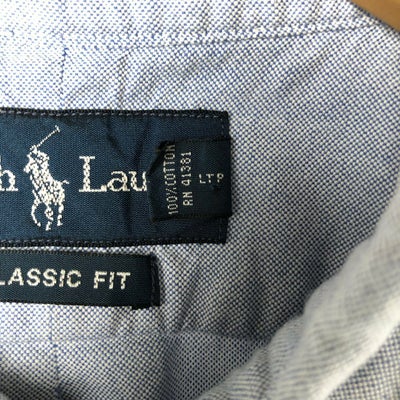 h Lau
100% COTTON
RN 41381
LTP
LASSIC FIT